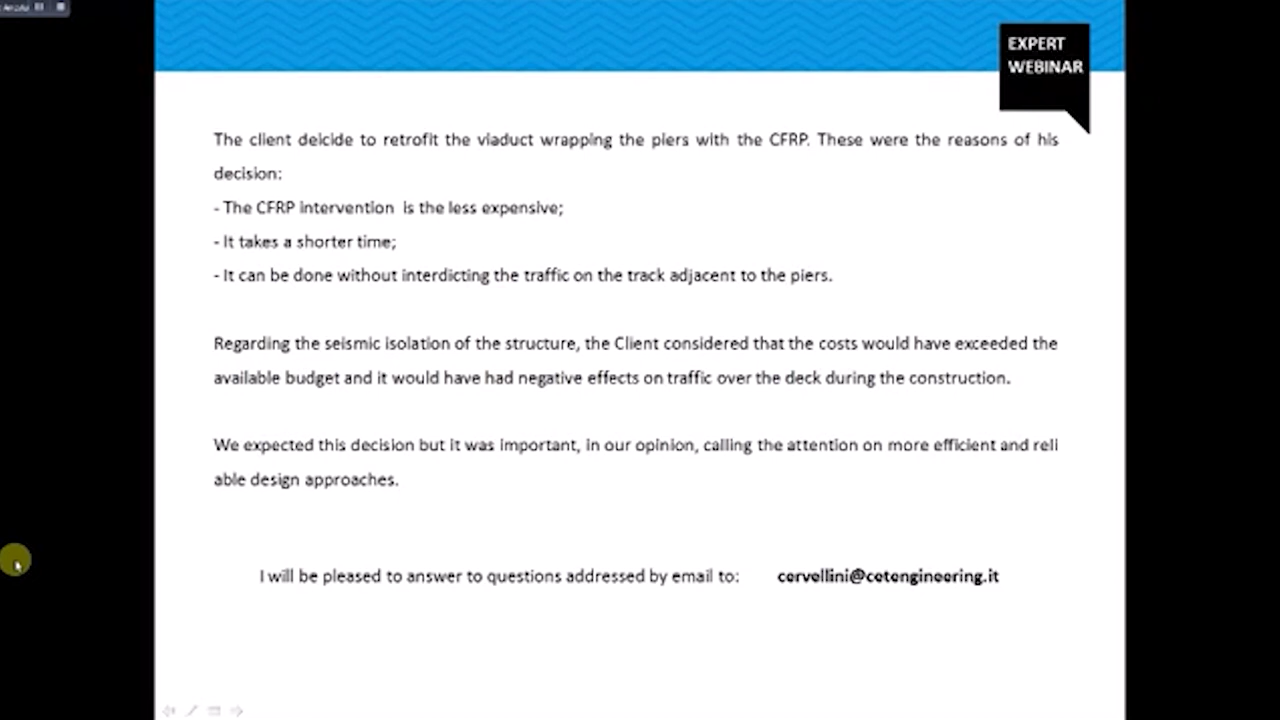 EXPERT
WEBINAR
The client deicide to retrofit the viaduct wrapping the piers with the CFRP. These were the reasons of his
decision:
- The CFRP intervention is the less expensive;
- It takes a shorter time;
- It can be done without interdicting the traffic on the track adjacent to the piers.
Regarding the seismic isolation of the structure, the Client considered that the costs would have exceeded the
available budget and it would have had negative effects on traffic over the deck during the construction.
We expected this decision but it was important, in our opinion, calling the attention on more efficient and reli
able design approaches.
I will be pleased to answer to questions addressed by email to: cervellini@cetengineering.it